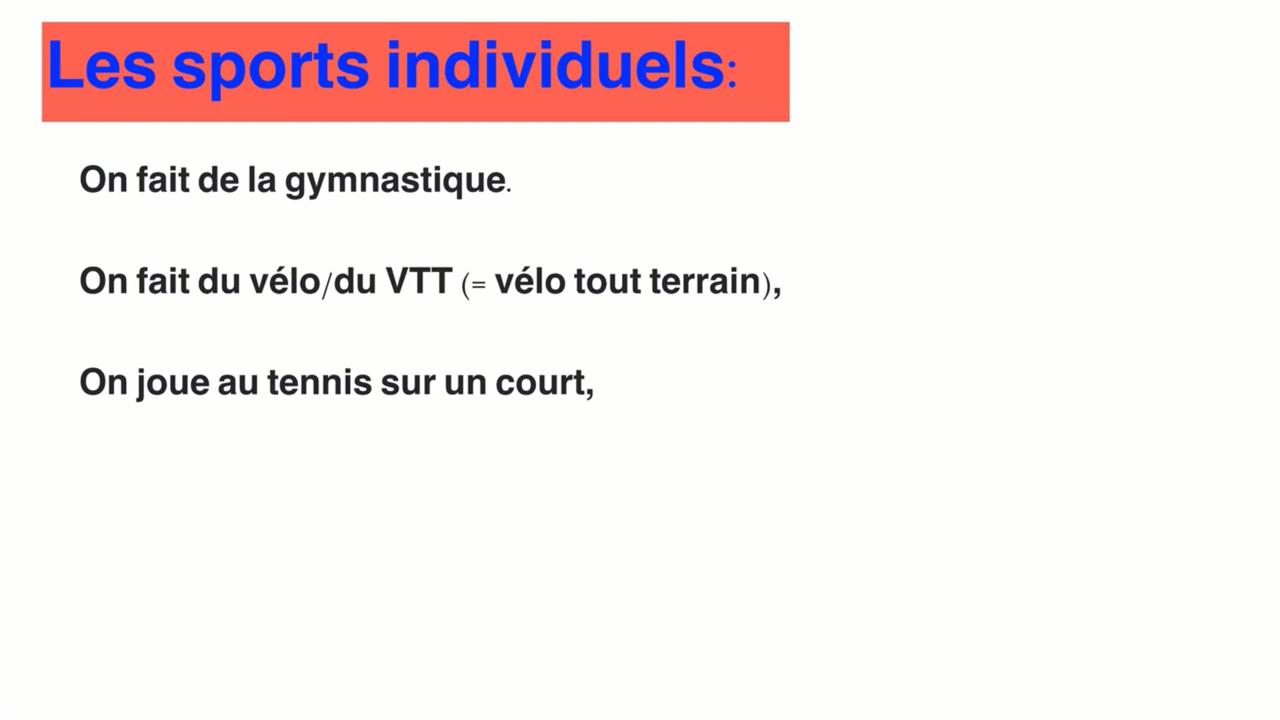 Les sports individuels:
On fait de la gymnastique.
On fait du vélo/du VTT (= vélo tout terrain),
On joue au tennis sur un court,